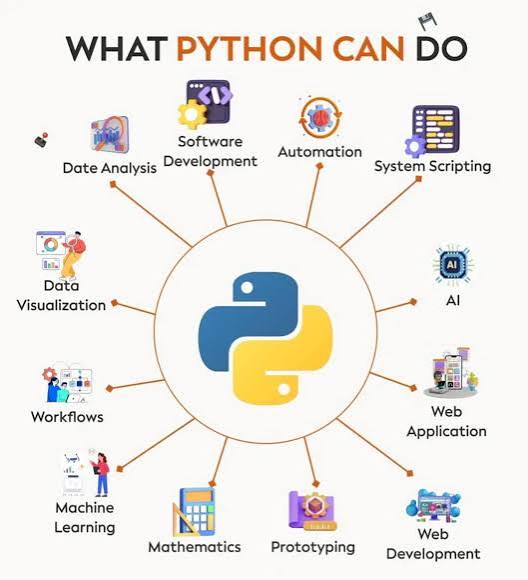 WHAT PYTHON CAN DO
Software
Development
Automation
Date Analysis
System Scripting
Data
Visualization
AI
AI
Workflows
Web
Application
Machine
Learning
Mathematics
Prototyping
Web
Development